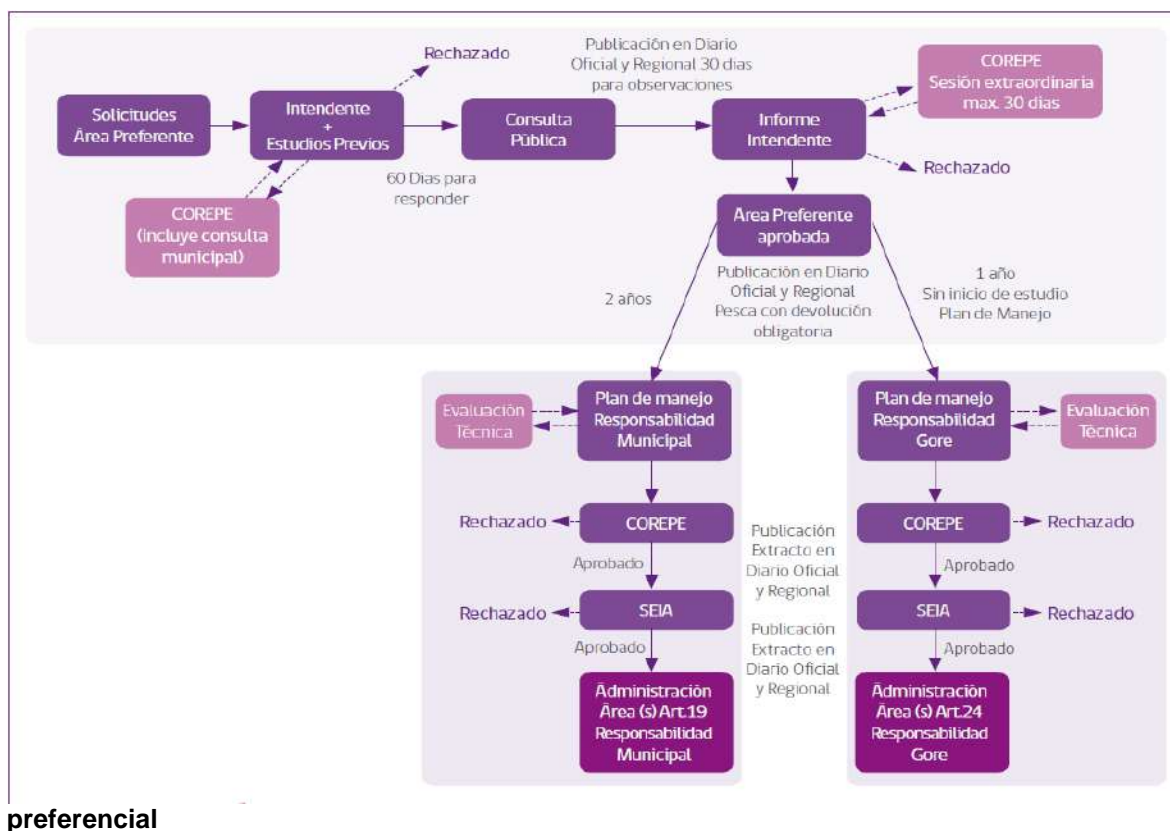 Rechazado
Publicación en Diario
Oficial y Regional 30 dias
para observaciones
COREPE
Sesión extraordinaria
max. 30 dias
Solicitudes
Área Preferente
Intendente
+
Estudios Previos
Consulta
Pública
Informe
Intendente
Rechazado
60 Dias para
responder
COREPE
(Incluye consulta
municipal)
Area Preferente
aprobada
2 años
Publicación en Diario
Oficial y Regional
Pesca con devolución
obligatoria
1 año
Sin inicio de estudio
Plan de Manejo
Evaluación
Técnica
Plan de manejo
Responsabilidad
Municipal
Plan de manejo
Responsabilidad
Gore
Evaluación
Técnica
Rechazado
COREPE
Publicación
Extracto en
Diario Oficial
y Regional
COREPE
Rechazado
Aprobado
Aprobado
Rechazado
SEIA
Publicación
Extracto en
Diario Oficial
y Regional
SEIA
Rechazado
Aprobado
Aprobado
Administración
Área (s) Art.19
Responsabilidad
Municipal
Administración
Área (s) Art.24
Responsabilidad
Gore
preferencial